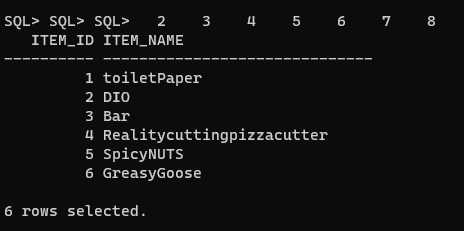 SQL> SQL> SQL>   2    3    4    5    6    7    8
   ITEM_ID ITEM_NAME
---------- ------------------------------
         1 toiletPaper
         2 DIO
         3 Bar
         4 Realitycuttingpizzacutter
         5 SpicyNUTS
         6 GreasyGoose

6 rows selected.